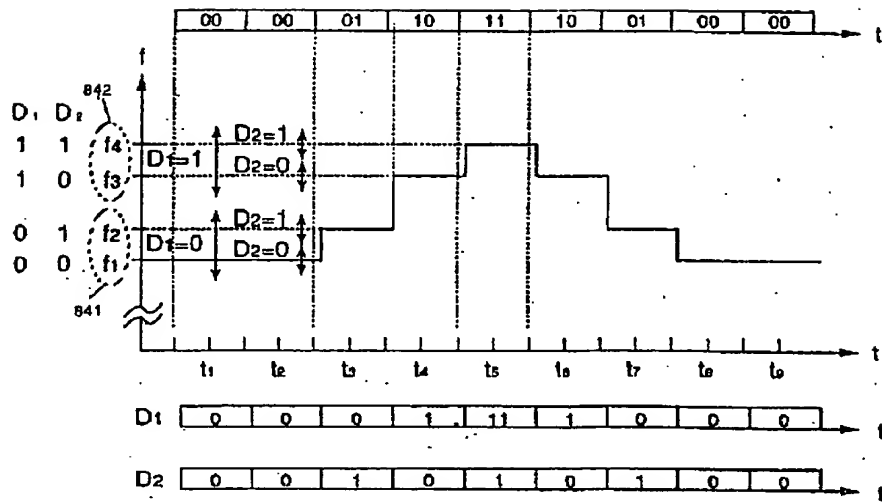 00 00 01 10 11 10 01 00 00 t
f
842
D₁ D₂
1 1 f4 D1=1 D2=1
1 0 f3 D2=0
0 1 f2 D1=0 D2=1
0 0 f1 D2=0
841
t
t1 t2 t3 t4 t5 t6 t7 t8 t9
D1 0 0 0 1 11 1 0 0 0 t
D2 0 0 1 0 1 0 1 0 0 t